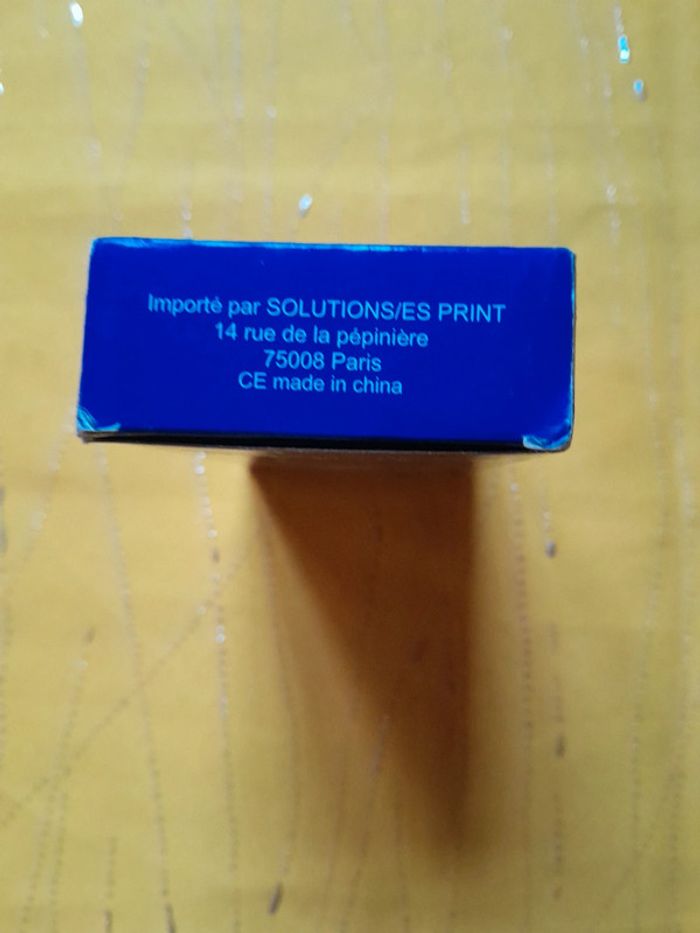 Importé par SOLUTIONS/ES PRINT
14 rue de la pépinière
75008 Paris
CE made in china